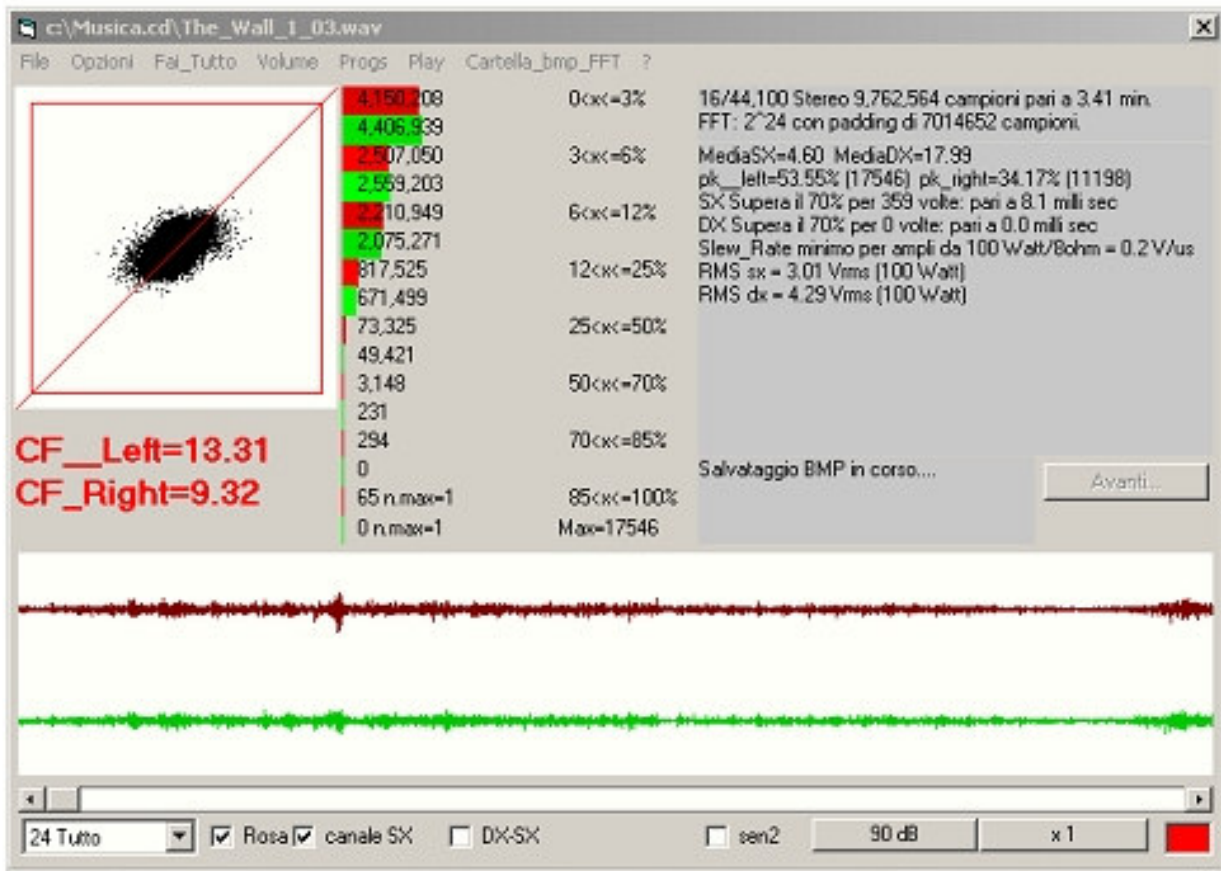 c:\Musica.cd\The_Wall_1_03.wav
File Opzioni Fai_Tutto Volume Progs Play Cartella_bmp_FFT ?
4,150,208 0<x<=3%
4,406,939
2,507,050 3<x<=6%
2,559,203
2,210,949 6<x<=12%
2,075,271
817,525 12<x<=25%
671,499
73,325 25<x<=50%
49,421
3,148 50<x<=70%
231
294 70<x<=85%
0
65 n.max=1 85<x<=100%
0 n.max=1 Max=17546
16/44,100 Stereo 9,762,564 campioni pari a 3.41 min.
FFT: 2^24 con padding di 7014652 campioni.
MediaSX=4.60 MediaDX=17.99
pk__left=53.55% (17546) pk_right=34.17% (11198)
SX Supera il 70% per 359 volte: pari a 8.1 milli sec
DX Supera il 70% per 0 volte: pari a 0.0 milli sec
Slew_Rate minimo per ampli da 100 Watt/8ohm = 0.2 V/us
RMS sx = 3.01 Vrms (100 Watt)
RMS dx = 4.29 Vrms (100 Watt)
CF__Left=13.31
CF_Right=9.32
Salvataggio BMP in corso....
Avanti...
24 Tutto Rosa canale SX DX-SX sen2 90 dB x 1